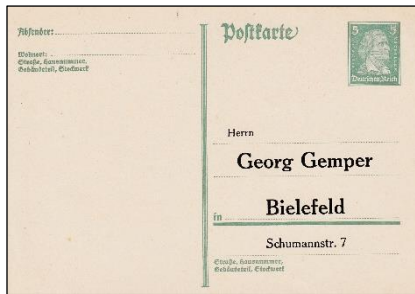 Absender:
Wohnort:
Straße, Hausnummer,
Gebäudeteil, Stockwerk
Postkarte
5 5
Deutsches Reich
Herrn
Georg Gemper
Bielefeld
in
Schumannstr. 7
Straße, Hausnummer,
Gebäudeteil, Stockwerk